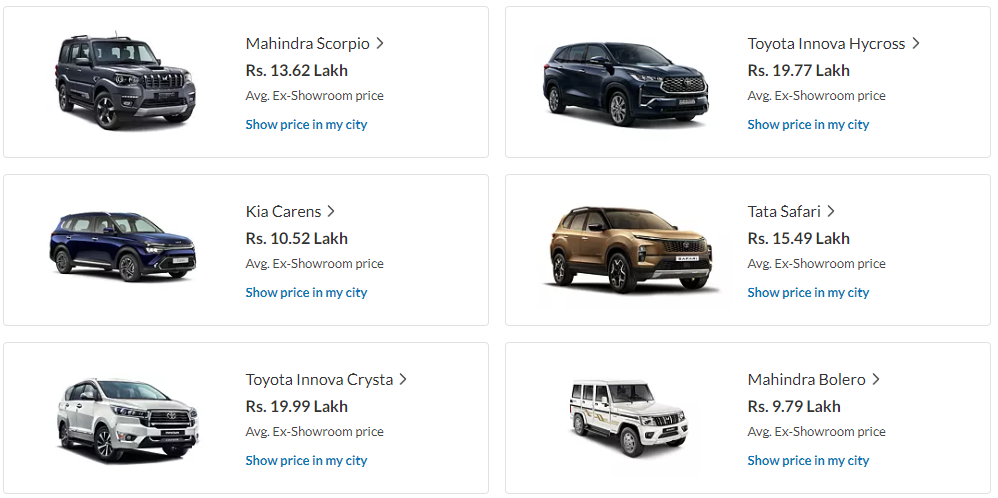 Mahindra Scorpio
Rs. 13.62 Lakh
Avg. Ex-Showroom price
Show price in my city
Toyota Innova Hycross
Rs. 19.77 Lakh
Avg. Ex-Showroom price
Show price in my city
Kia Carens
Rs. 10.52 Lakh
Avg. Ex-Showroom price
Show price in my city
Tata Safari
Rs. 15.49 Lakh
Avg. Ex-Showroom price
Show price in my city
SAFARI
Toyota Innova Crysta
Rs. 19.99 Lakh
Avg. Ex-Showroom price
Show price in my city
Mahindra Bolero
Rs. 9.79 Lakh
Avg. Ex-Showroom price
Show price in my city